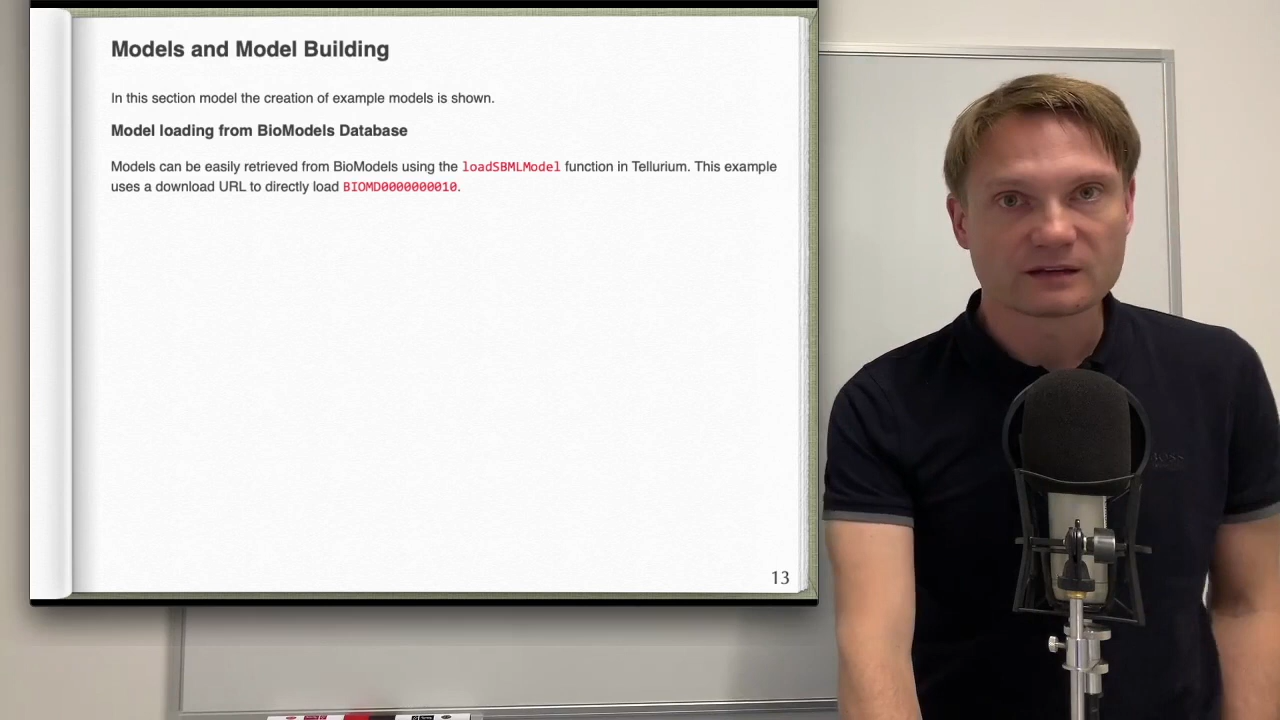 Models and Model Building
In this section model the creation of example models is shown.
Model loading from BioModels Database
Models can be easily retrieved from BioModels using the loadSBMLModel function in Tellurium. This example
uses a download URL to directly load BIOMD0000000010.
13
BOSS